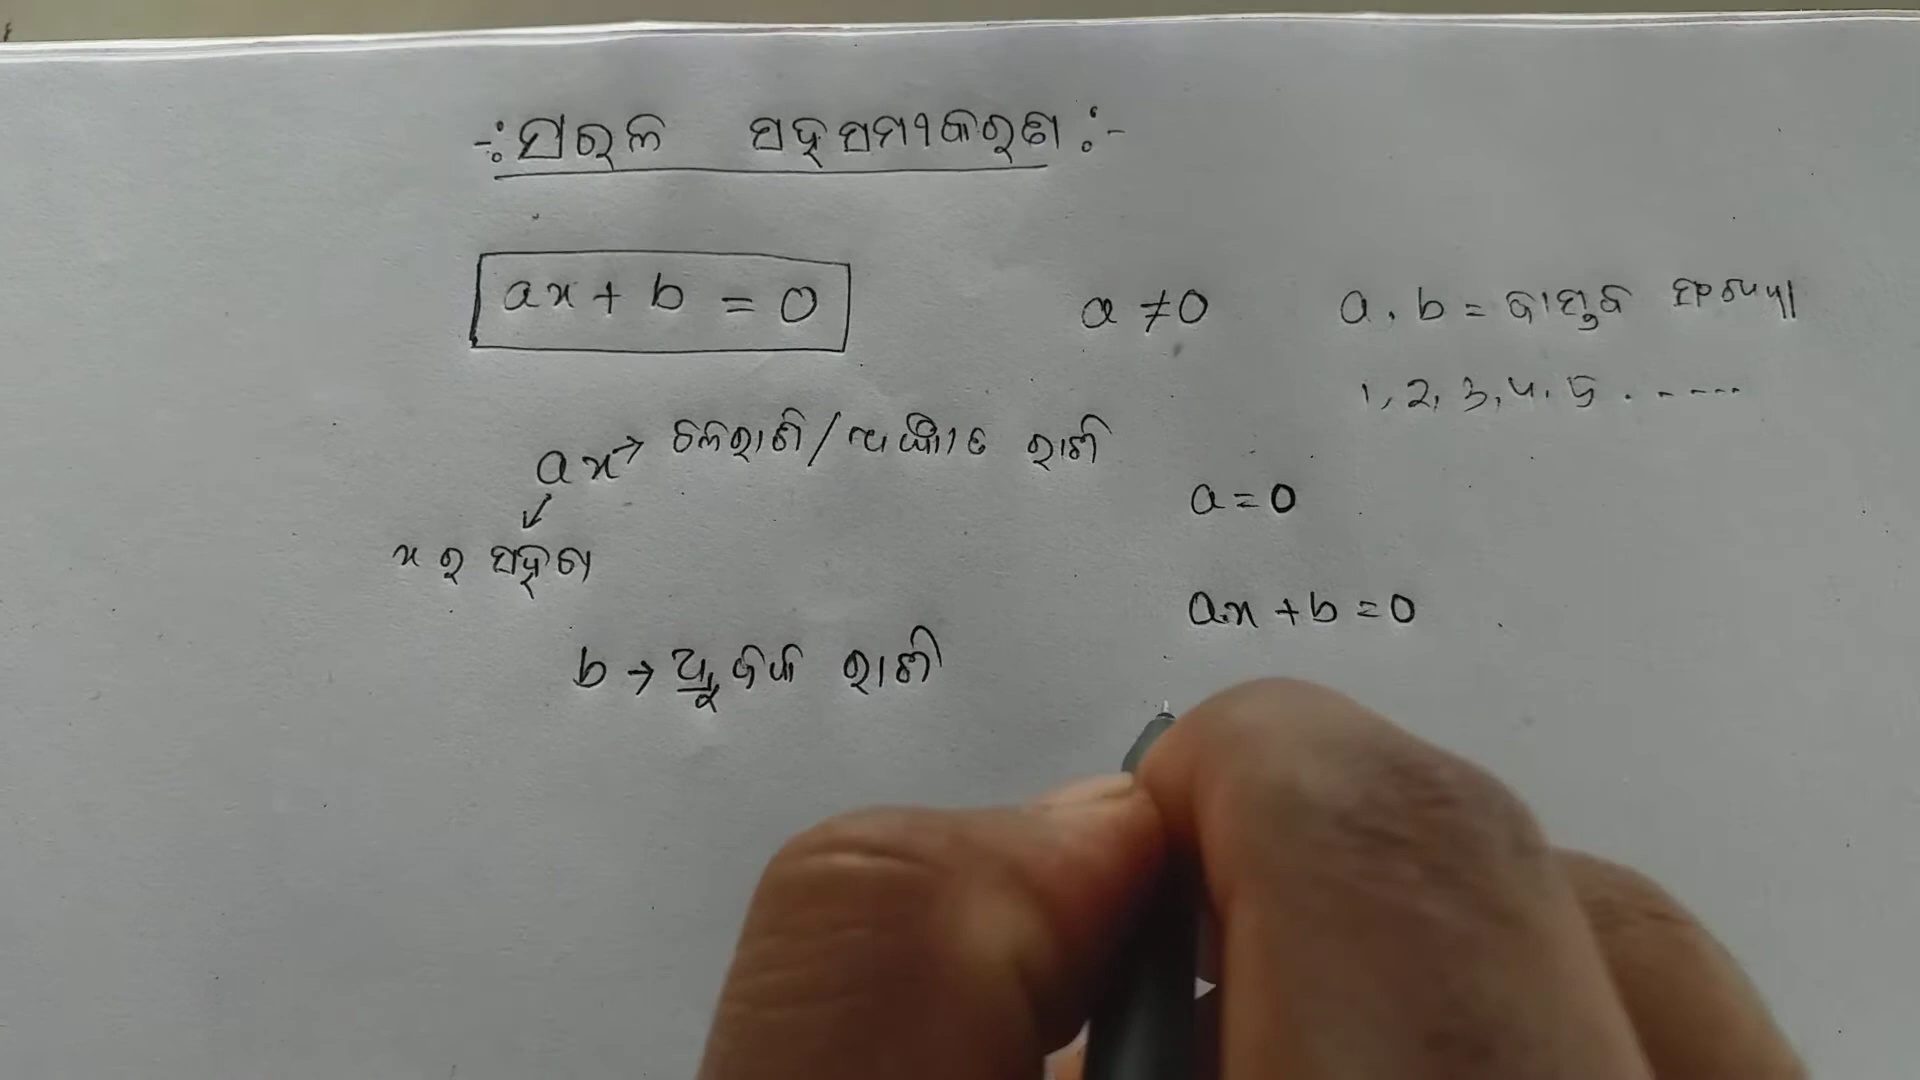 -:ସରଳ ସହସମୀକରଣ:-
ax + b = 0
a ≠ 0
a, b = ବାସ୍ତବ ସଂଖ୍ୟା
1, 2, 3, 4, 5 . - - - -
ax → ଚଳରାଶି / ଅଜ୍ଞାତ ରାଶି
a = 0
x ର ସହଗ
ax + b = 0
b → ଧ୍ରୁବକ ରାଶି